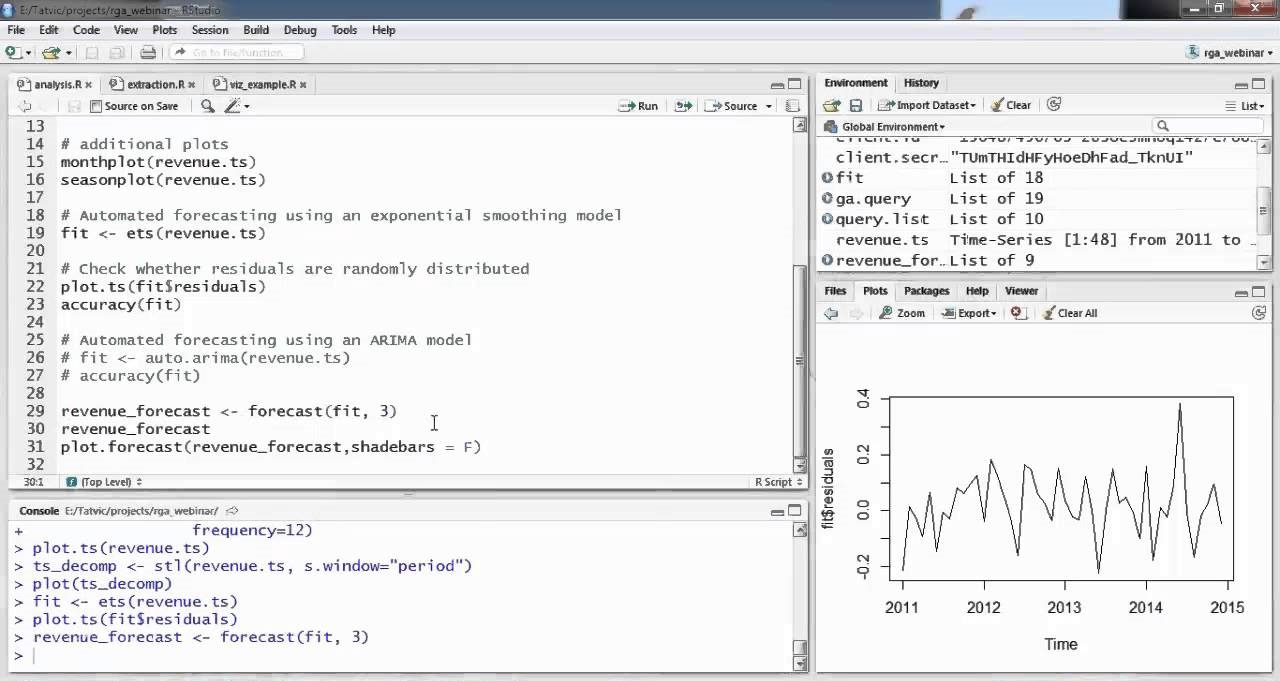 E:/Tatvic/projects/rga_webinar - RStudio
File Edit Code View Plots Session Build Debug Tools Help
Go to file/function
rga_webinar
analysis.R extraction.R viz_example.R
Source on Save Run Source
13
14 # additional plots
15 monthplot(revenue.ts)
16 seasonplot(revenue.ts)
17
18 # Automated forecasting using an exponential smoothing model
19 fit <- ets(revenue.ts)
20
21 # Check whether residuals are randomly distributed
22 plot.ts(fit$residuals)
23 accuracy(fit)
24
25 # Automated forecasting using an ARIMA model
26 # fit <- auto.arima(revenue.ts)
27 # accuracy(fit)
28
29 revenue_forecast <- forecast(fit, 3)
30 revenue_forecast
31 plot.forecast(revenue_forecast,shadebars = F)
32
30:1 (Top Level) R Script
Console E:/Tatvic/projects/rga_webinar/
+ frequency=12)
> plot.ts(revenue.ts)
> ts_decomp <- stl(revenue.ts, s.window="period")
> plot(ts_decomp)
> fit <- ets(revenue.ts)
> plot.ts(fit$residuals)
> revenue_forecast <- forecast(fit, 3)
>
Environment History
Import Dataset Clear List
Global Environment
client.secr… "TUmTHIdHFyHoeDhFad_TknUI"
fit List of 18
ga.query List of 19
query.list List of 10
revenue.ts Time-Series [1:48] from 2011 to …
revenue_for… List of 9
Files Plots Packages Help Viewer
Zoom Export Clear All
0.4
0.2
0.0
-0.2
fit$residuals
2011 2012 2013 2014 2015
Time